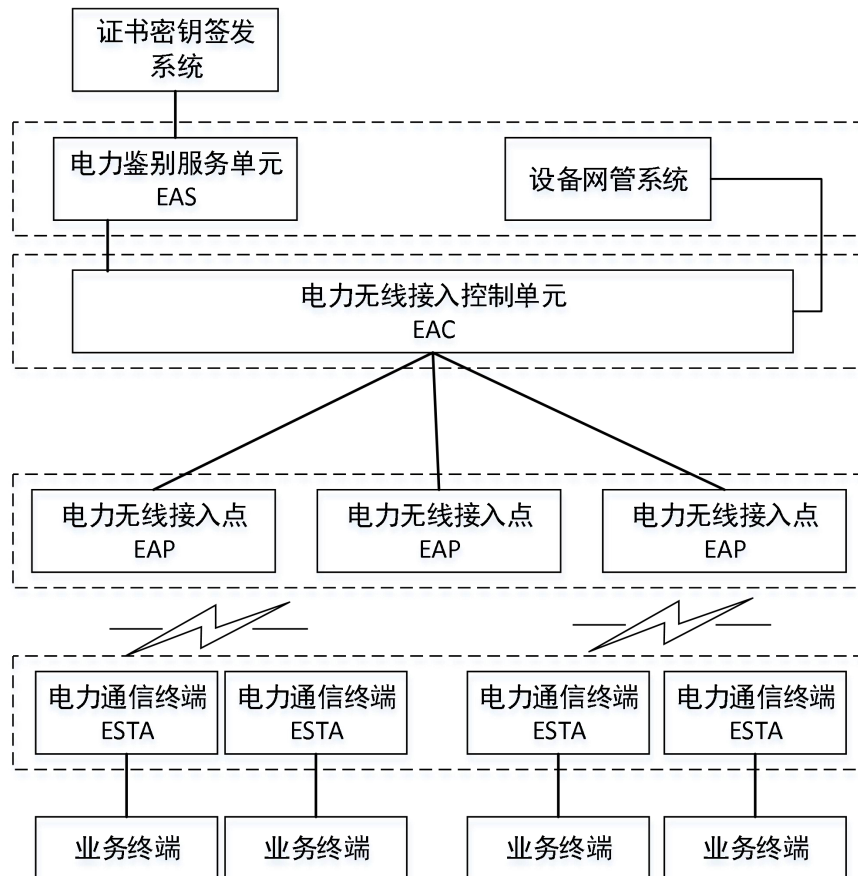 证书密钥签发
系统
电力鉴别服务单元
EAS
设备网管系统
电力无线接入控制单元
EAC
电力无线接入点
EAP
电力无线接入点
EAP
电力无线接入点
EAP
电力通信终端
ESTA
电力通信终端
ESTA
电力通信终端
ESTA
电力通信终端
ESTA
业务终端
业务终端
业务终端
业务终端